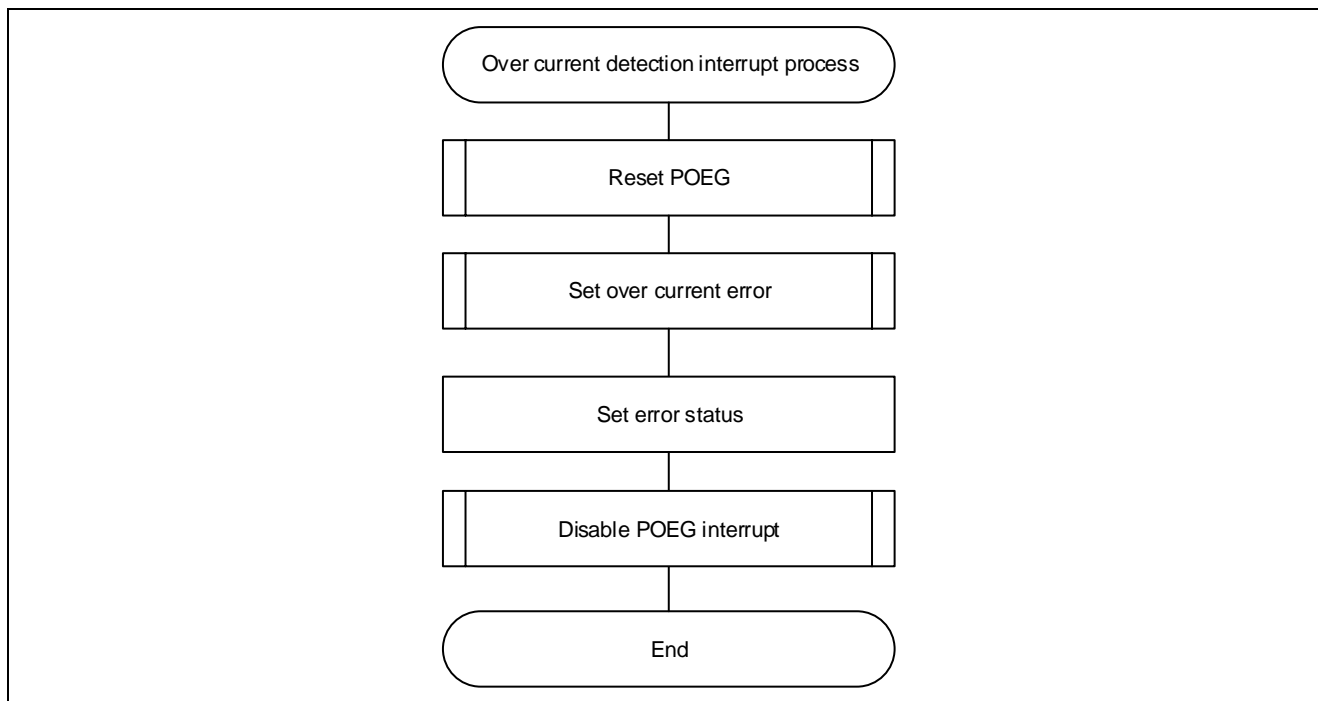 Over current detection interrupt process
Reset POEG
Set over current error
Set error status
Disable POEG interrupt
End